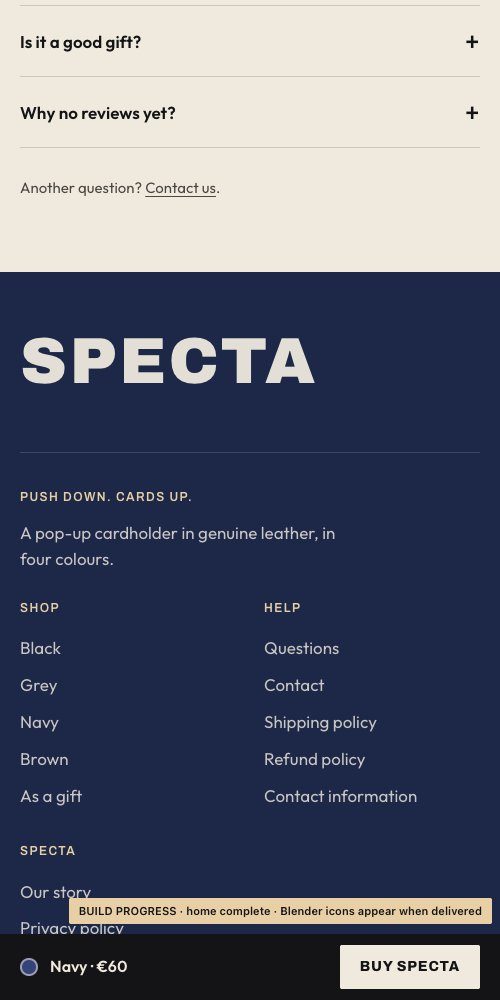 Is it a good gift? +
Why no reviews yet? +
Another question? Contact us.
SPECTA
PUSH DOWN. CARDS UP.
A pop-up cardholder in genuine leather, in
four colours.
SHOP
Black
Grey
Navy
Brown
As a gift
HELP
Questions
Contact
Shipping policy
Refund policy
Contact information
SPECTA
Our story
Privacy policy
BUILD PROGRESS · home complete · Blender icons appear when delivered
Navy · €60
BUY SPECTA